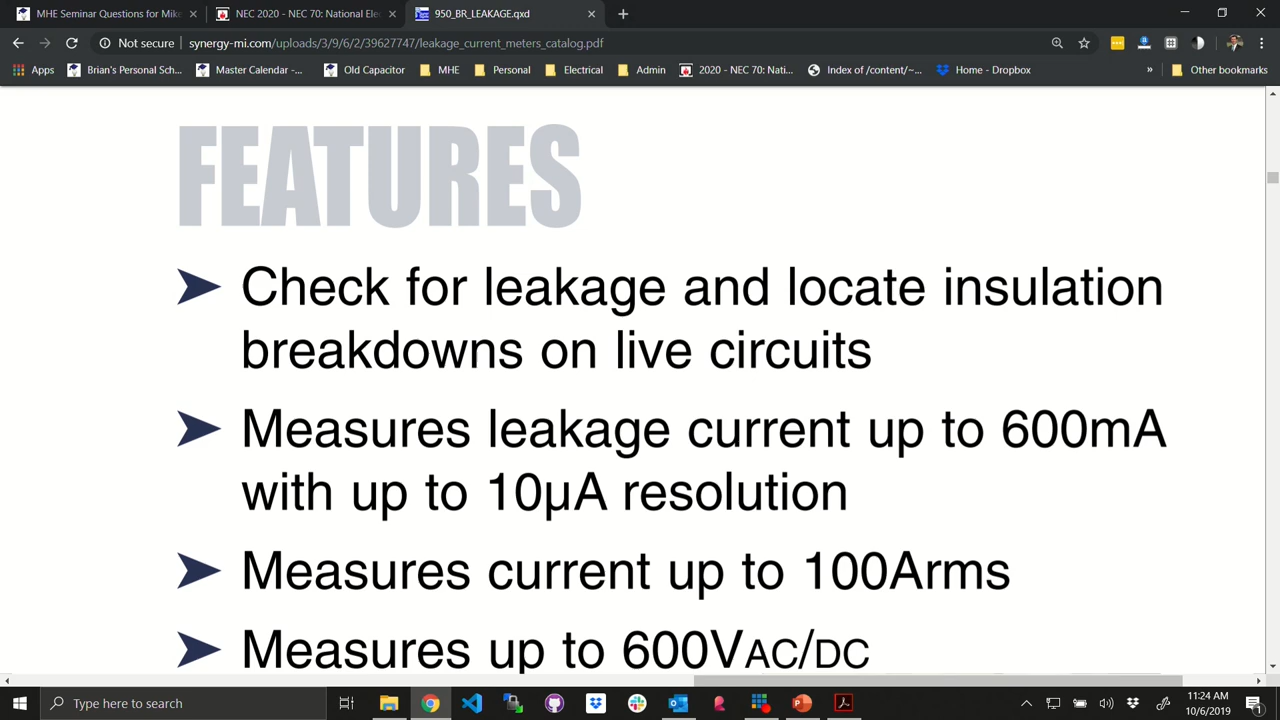 MHE Seminar Questions for Mike
NEC 2020 - NEC 70: National Ele
950_BR_LEAKAGE.qxd
Not secure
synergy-mi.com/uploads/3/9/6/2/39627747/leakage_current_meters_catalog.pdf
Apps
Brian's Personal Sch...
Master Calendar -...
Old Capacitor
MHE
Personal
Electrical
Admin
2020 - NEC 70: Nati...
Index of /content/~...
Home - Dropbox
»
Other bookmarks
FEATURES
➤ Check for leakage and locate insulation
breakdowns on live circuits
➤ Measures leakage current up to 600mA
with up to 10µA resolution
➤ Measures current up to 100Arms
➤ Measures up to 600VAC/DC
Type here to search
11:24 AM
10/6/2019